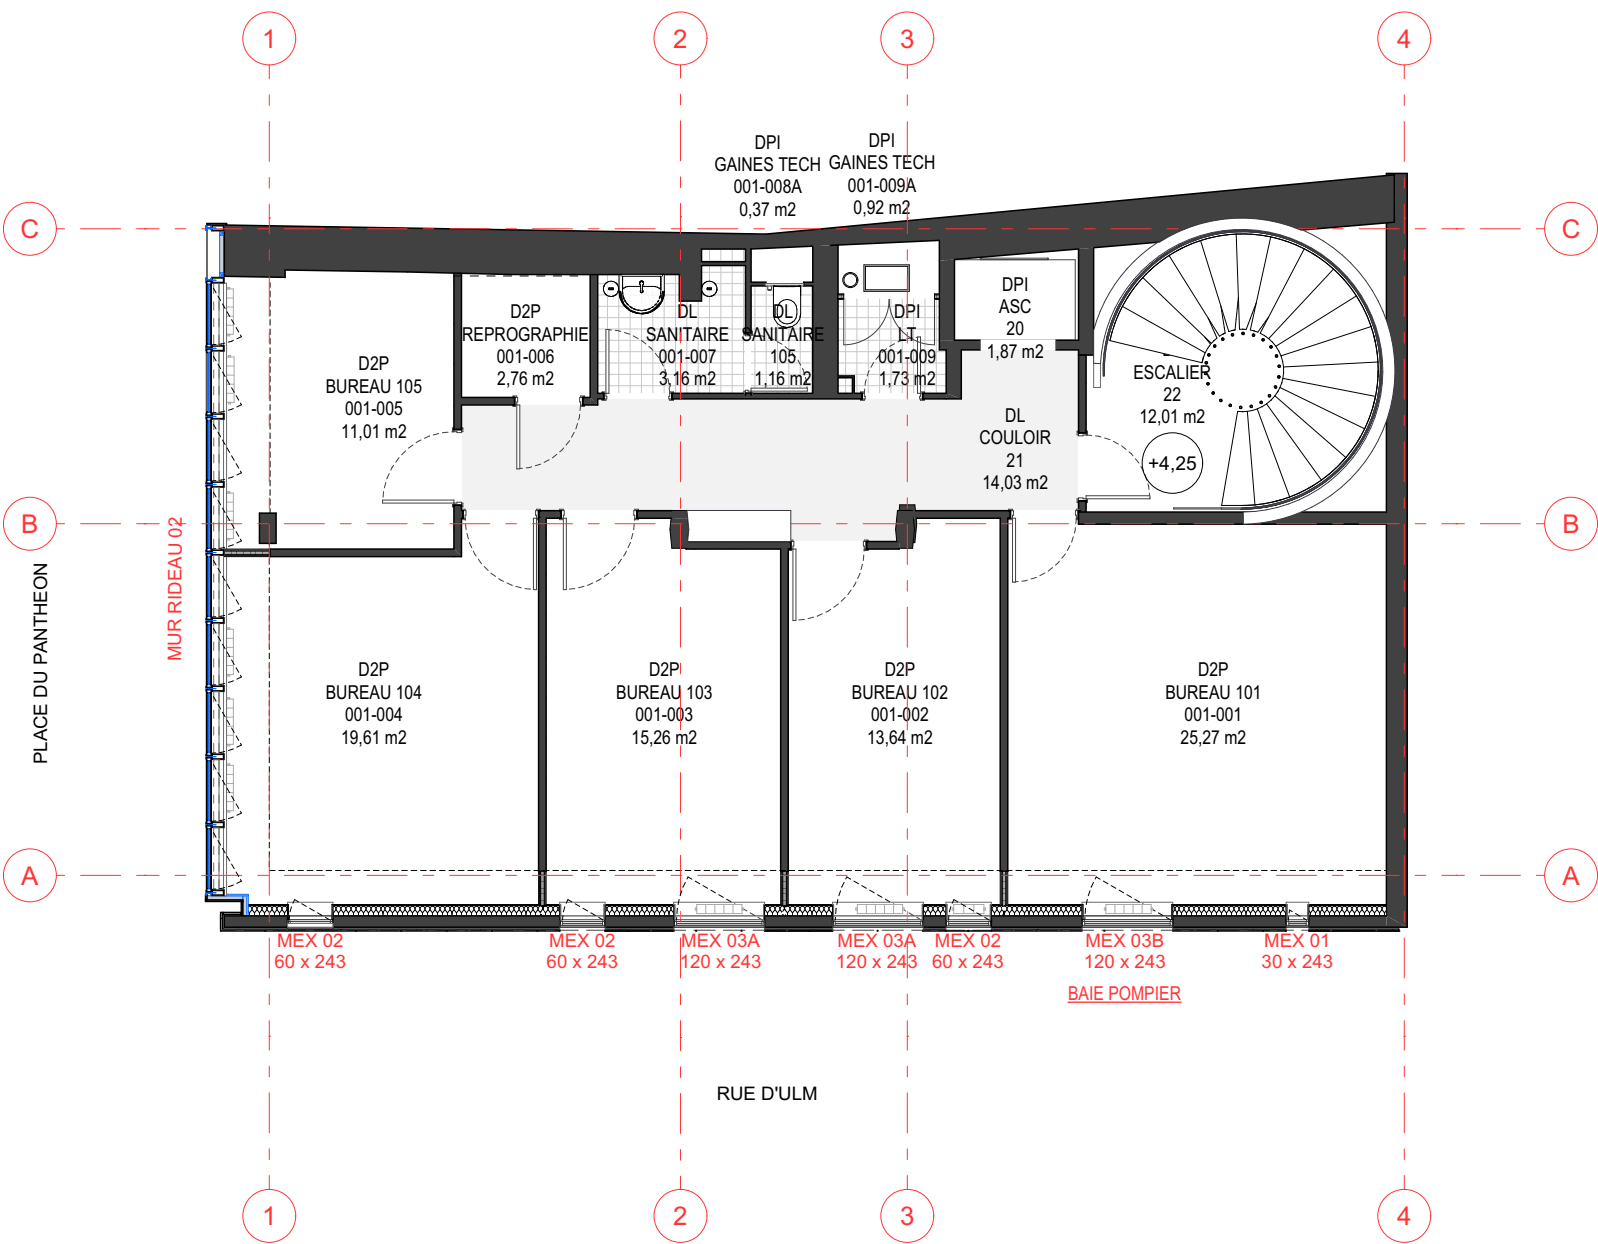 1
2
3
4
DPI
GAINES TECH
001-008A
0,37 m2
DPI
GAINES TECH
001-009A
0,92 m2
C
C
D2P
REPROGRAPHIE
001-006
2,76 m2
DL
SANITAIRE
001-007
3,16 m2
DL
SANITAIRE
105
1,16 m2
DPI
LT
001-009
1,73 m2
DPI
ASC
20
1,87 m2
ESCALIER
22
12,01 m2
+4,25
D2P
BUREAU 105
001-005
11,01 m2
DL
COULOIR
21
14,03 m2
B
B
PLACE DU PANTHEON
MUR RIDEAU 02
D2P
BUREAU 104
001-004
19,61 m2
D2P
BUREAU 103
001-003
15,26 m2
D2P
BUREAU 102
001-002
13,64 m2
D2P
BUREAU 101
001-001
25,27 m2
A
A
MEX 02
60 x 243
MEX 02
60 x 243
MEX 03A
120 x 243
MEX 03A
120 x 243
MEX 02
60 x 243
MEX 03B
120 x 243
MEX 01
30 x 243
BAIE POMPIER
RUE D'ULM
1
2
3
4